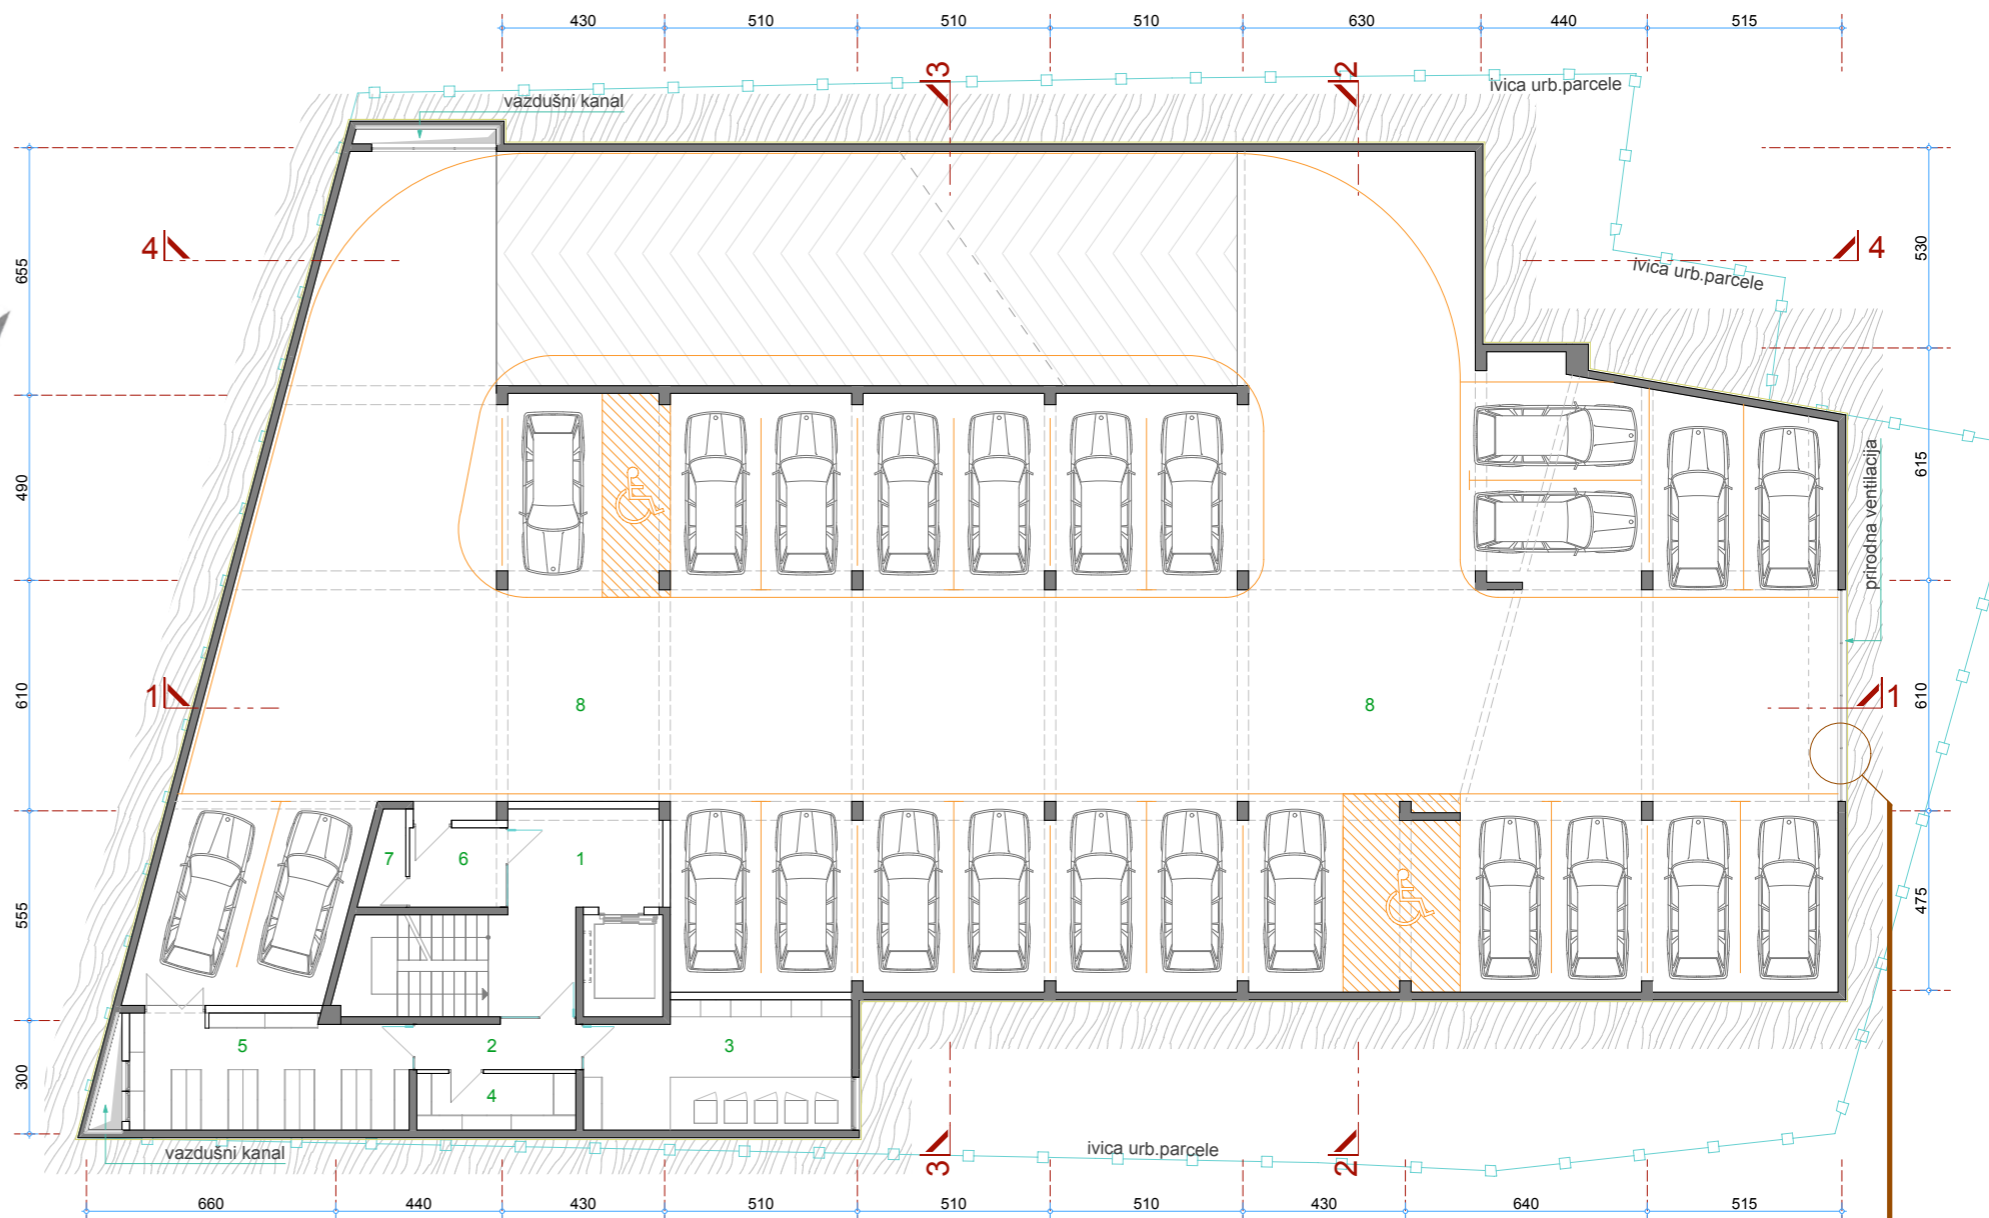 430 510 510 510 630 440 515
3 2
ivica urb.parcele
vazdušni kanal
4 4
ivica urb.parcele
655 530
490 615
prirodna ventilacija
1 8 8 1
610 610
7 6 1
555 475
5 2 3
4
300
vazdušni kanal
3 2
ivica urb.parcele
660 440 430 510 510 510 430 640 515